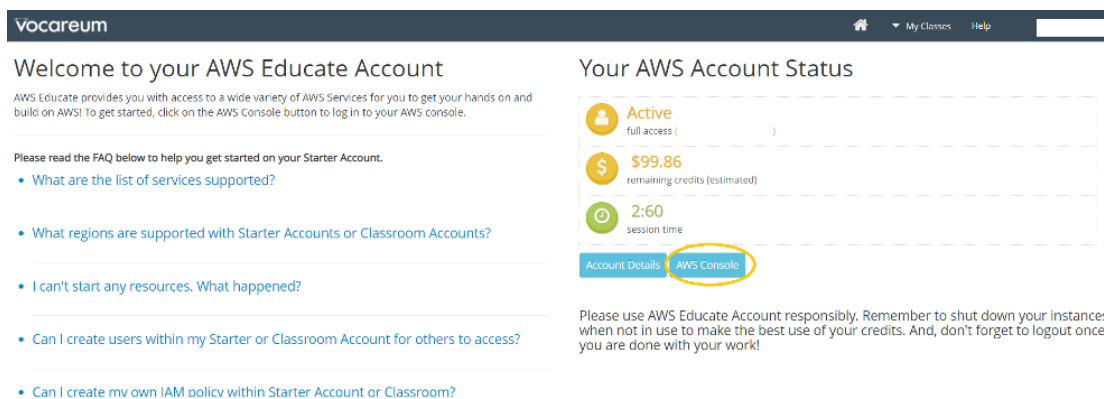 Vocareum
My Classes
Help
Welcome to your AWS Educate Account
AWS Educate provides you with access to a wide variety of AWS Services for you to get your hands on and
build on AWS! To get started, click on the AWS Console button to log in to your AWS console.
Please read the FAQ below to help you get started on your Starter Account.
• What are the list of services supported?
• What regions are supported with Starter Accounts or Classroom Accounts?
• I can't start any resources. What happened?
• Can I create users within my Starter or Classroom Account for others to access?
• Can I create my own IAM policy within Starter Account or Classroom?
Your AWS Account Status
Active
full access ( )
$
$99.86
remaining credits (estimated)
2:60
session time
Account Details
AWS Console
Please use AWS Educate Account responsibly. Remember to shut down your instances
when not in use to make the best use of your credits. And, don't forget to logout once
you are done with your work!